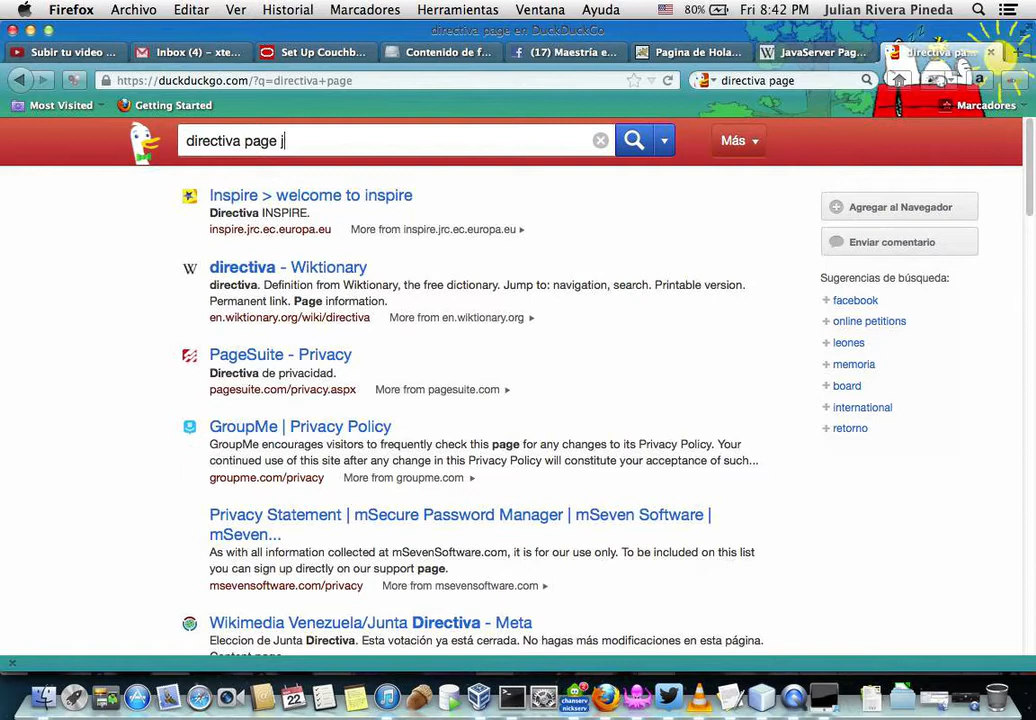 Firefox Archivo Editar Ver Historial Marcadores Herramientas Ventana Ayuda 80% Fri 8:42 PM Julian Rivera Pineda
directiva page en DuckDuckGo
Subir tu video ... Inbox (4) – xte... Set Up Couchb... Contenido de f... (17) Maestría e... Pagina de Hola... JavaServer Pag... directiva pa...
https://duckduckgo.com/?q=directiva+page directiva page
Most Visited Getting Started Marcadores
directiva page j Más
Inspire > welcome to inspire
Directiva INSPIRE.
inspire.jrc.ec.europa.eu More from inspire.jrc.ec.europa.eu
directiva - Wiktionary
directiva. Definition from Wiktionary, the free dictionary. Jump to: navigation, search. Printable version.
Permanent link. Page information.
en.wiktionary.org/wiki/directiva More from en.wiktionary.org
PageSuite - Privacy
Directiva de privacidad.
pagesuite.com/privacy.aspx More from pagesuite.com
GroupMe | Privacy Policy
GroupMe encourages visitors to frequently check this page for any changes to its Privacy Policy. Your
continued use of this site after any change in this Privacy Policy will constitute your acceptance of such...
groupme.com/privacy More from groupme.com
Privacy Statement | mSecure Password Manager | mSeven Software |
mSeven...
As with all information collected at mSevenSoftware.com, it is for our use only. To be included on this list
you can sign up directly on our support page.
msevensoftware.com/privacy More from msevensoftware.com
Wikimedia Venezuela/Junta Directiva - Meta
Eleccion de Junta Directiva. Esta votación ya está cerrada. No hagas más modificaciones en esta página.
Agregar al Navegador
Enviar comentario
Sugerencias de búsqueda:
facebook
online petitions
leones
memoria
board
international
retorno
22
chanserv
nickserv